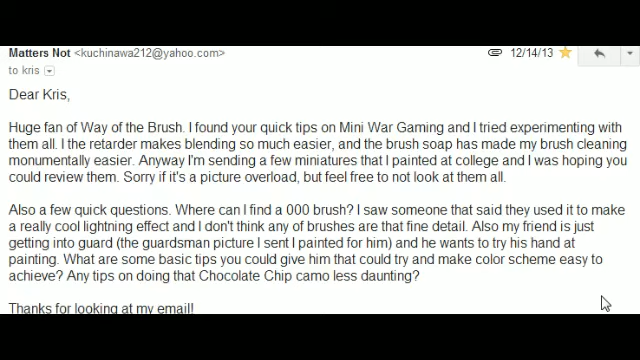 Matters Not <kuchinawa212@yahoo.com> 12/14/13
to kris
Dear Kris,
Huge fan of Way of the Brush. I found your quick tips on Mini War Gaming and I tried experimenting with
them all. I the retarder makes blending so much easier, and the brush soap has made my brush cleaning
monumentally easier. Anyway I'm sending a few miniatures that I painted at college and I was hoping you
could review them. Sorry if it's a picture overload, but feel free to not look at them all.
Also a few quick questions. Where can I find a 000 brush? I saw someone that said they used it to make
a really cool lightning effect and I don't think any of brushes are that fine detail. Also my friend is just
getting into guard (the guardsman picture I sent I painted for him) and he wants to try his hand at
painting. What are some basic tips you could give him that could try and make color scheme easy to
achieve? Any tips on doing that Chocolate Chip camo less daunting?
Thanks for looking at my email!